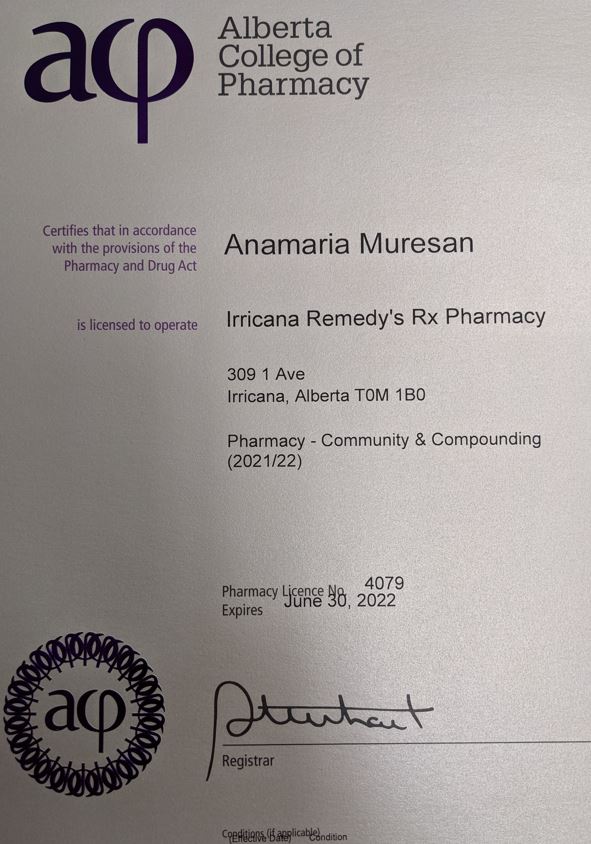 acp
Alberta
College of
Pharmacy
Certifies that in accordance
with the provisions of the
Pharmacy and Drug Act
Anamaria Muresan
is licensed to operate
Irricana Remedy's Rx Pharmacy
309 1 Ave
Irricana, Alberta T0M 1B0
Pharmacy - Community & Compounding
(2021/22)
Pharmacy Licence No. 4079
Expires June 30, 2022
acp
Registrar
Conditions (if applicable)
(Effective Date) Condition